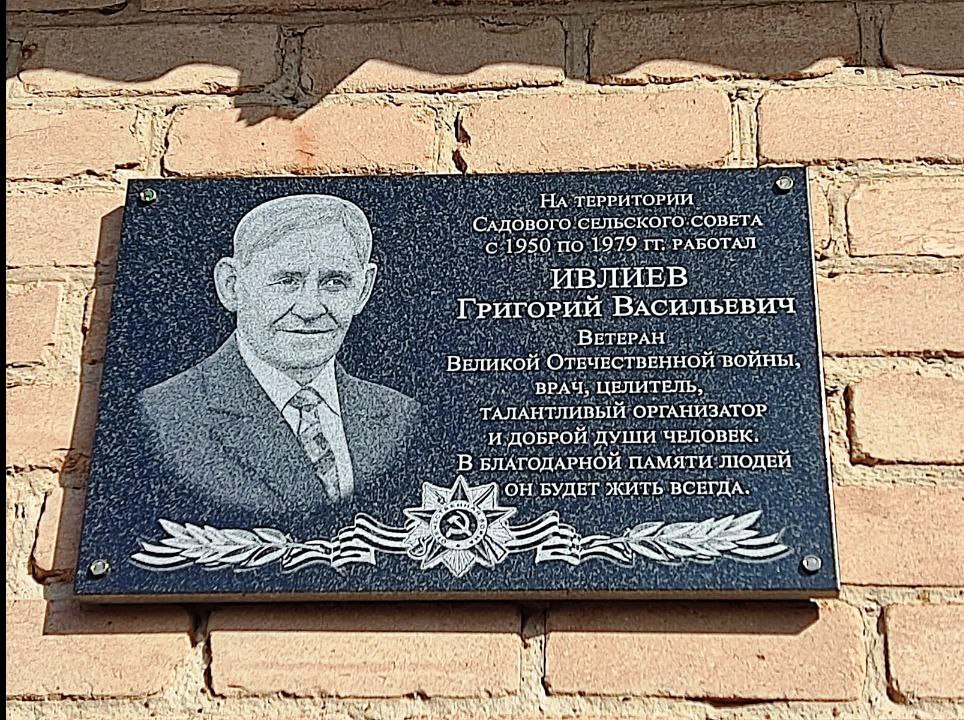 На территории
Садового сельского совета
с 1950 по 1979 гг. работал
ИВЛИЕВ
Григорий Васильевич
Ветеран
Великой Отечественной войны,
врач, целитель,
талантливый организатор
и доброй души человек.
В благодарной памяти людей
он будет жить всегда.